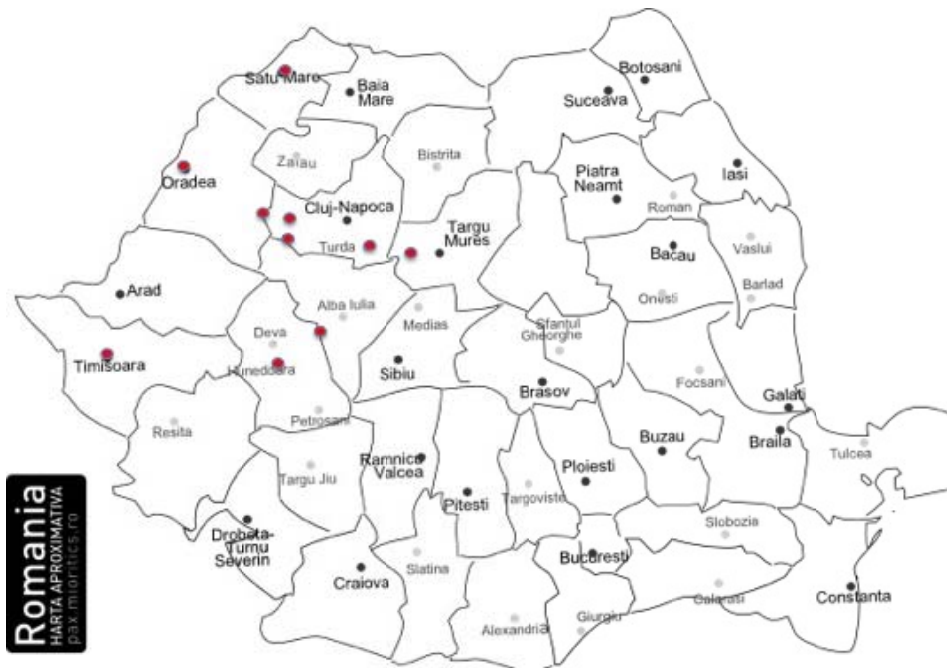 Satu Mare
Baia
Mare
Botosani
Suceava
Zalau
Bistrita
Oradea
Piatra
Neamt
Iasi
Roman
Cluj-Napoca
Turda
Targu
Mures
Vaslui
Bacau
Arad
Alba Iulia
Medias
Onesti
Barlad
Deva
Sfantul
Gheorghe
Timisoara
Hunedoara
Sibiu
Brasov
Focsani
Galati
Resita
Petrosani
Buzau
Braila
Tulcea
Targu Jiu
Ramnicu
Valcea
Pitesti
Targoviste
Ploiesti
Drobeta-
Turnu
Severin
Craiova
Slatina
Bucuresti
Slobozia
Alexandria
Giurgiu
Calarasi
Constanta
Romania
HARTA APROXIMATIVA
pax.mioritics.ro